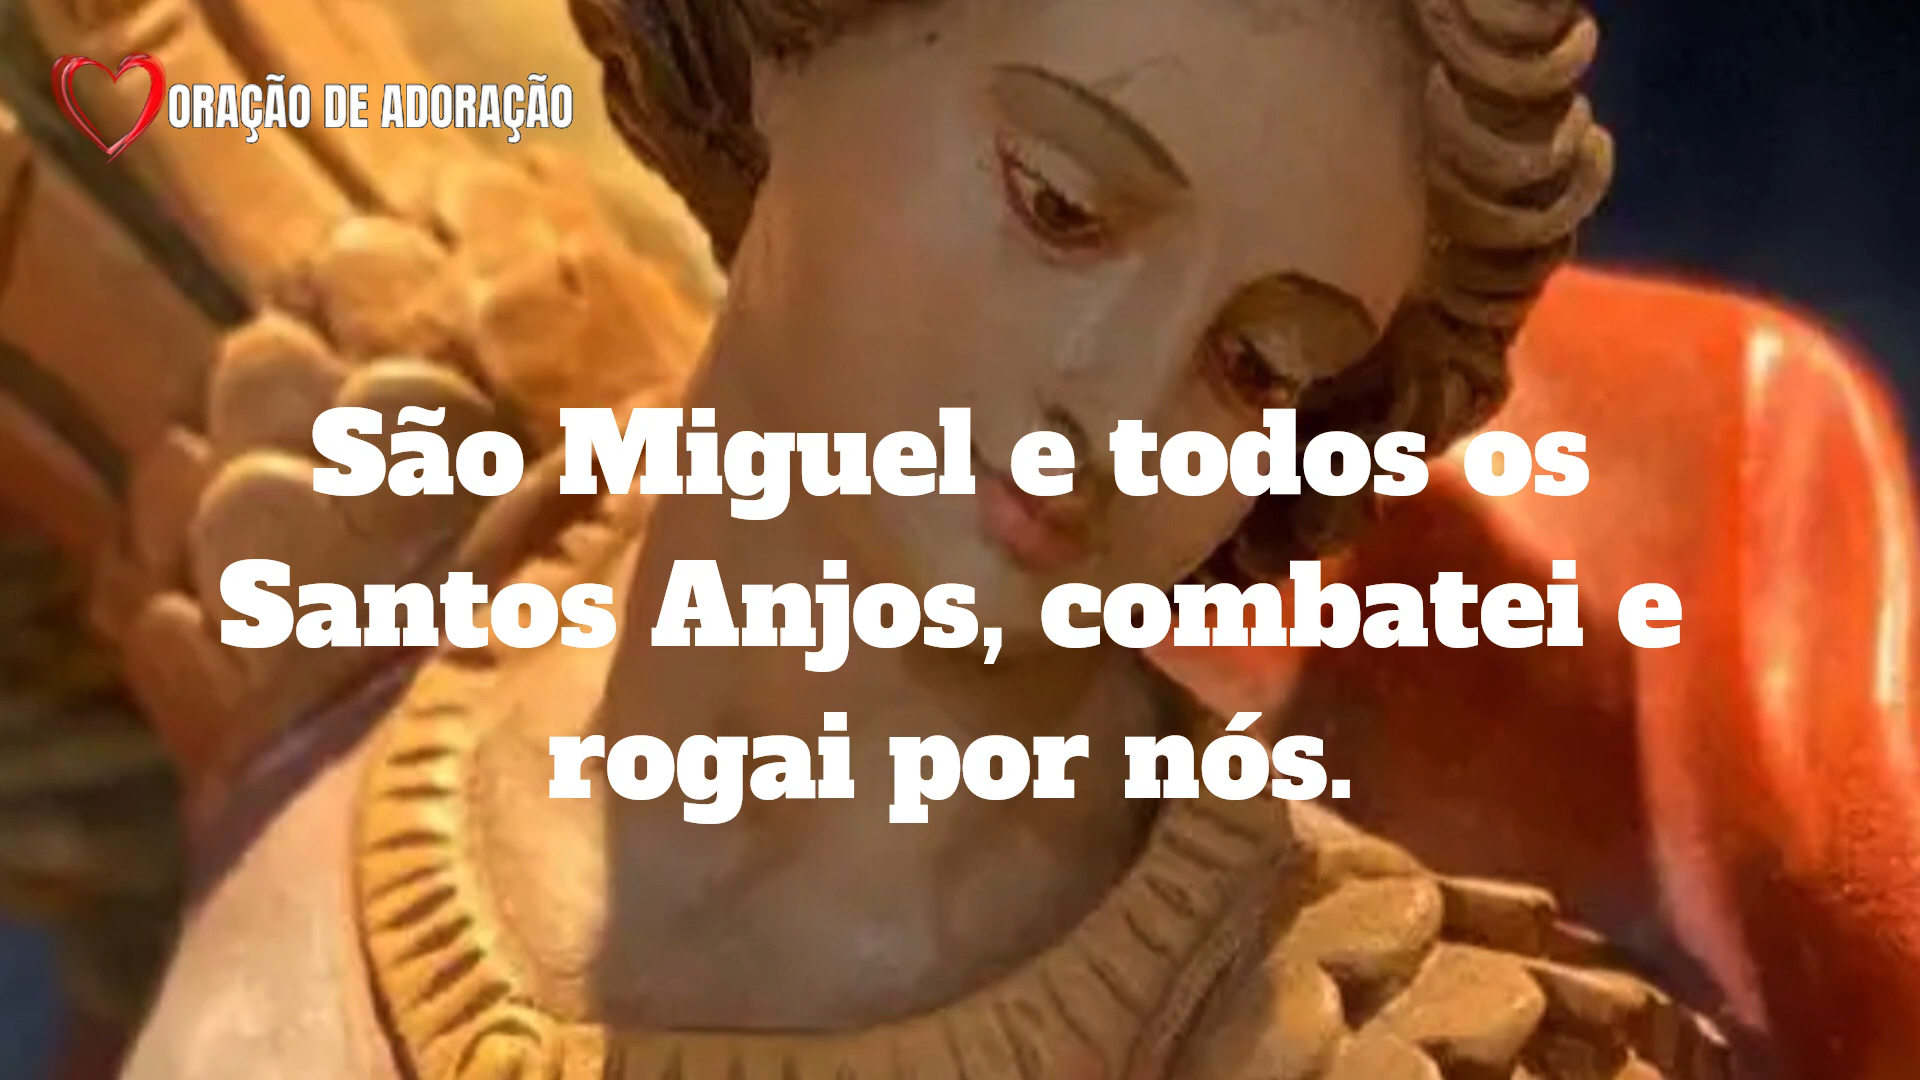 ORAÇÃO DE ADORAÇÃO
São Miguel e todos os
Santos Anjos, combatei e
rogai por nós.